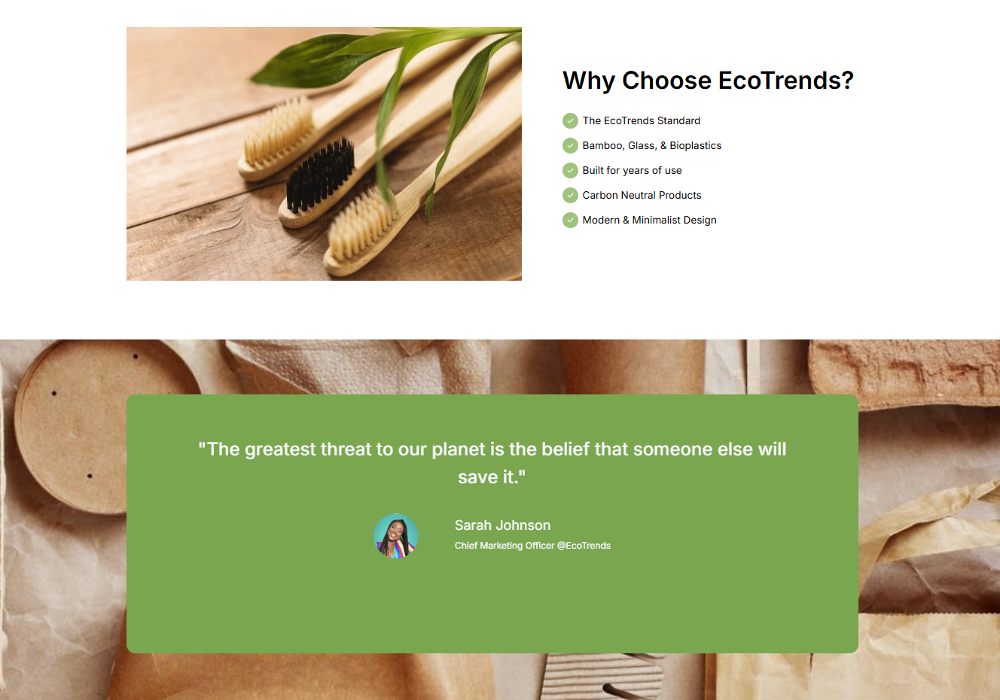 Why Choose EcoTrends?
The EcoTrends Standard
Bamboo, Glass, & Bioplastics
Built for years of use
Carbon Neutral Products
Modern & Minimalist Design
"The greatest threat to our planet is the belief that someone else will
save it."
Sarah Johnson
Chief Marketing Officer @EcoTrends